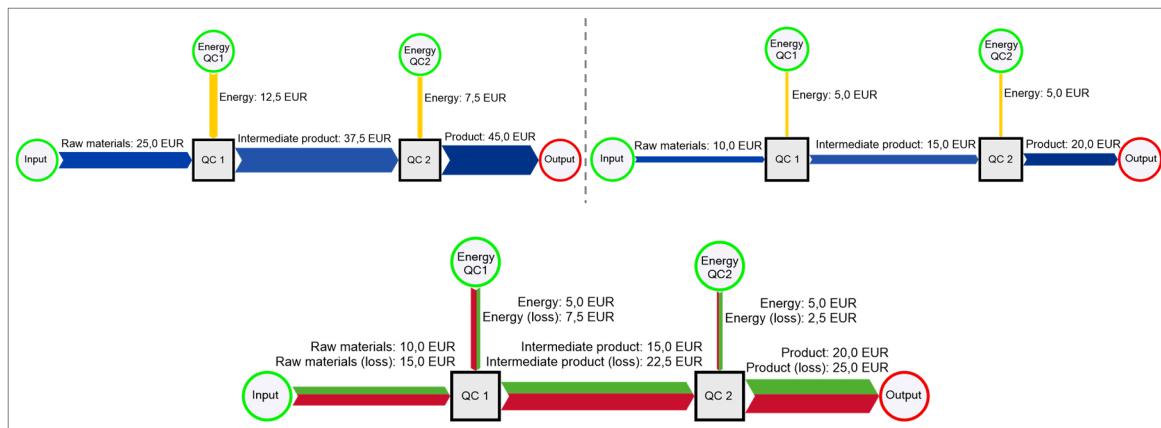 Energy
QC1
Energy: 12,5 EUR
Energy
QC2
Energy: 7,5 EUR
Raw materials: 25,0 EUR
Intermediate product: 37,5 EUR
Product: 45,0 EUR
Input
QC 1
QC 2
Output
Energy
QC1
Energy: 5,0 EUR
Energy
QC2
Energy: 5,0 EUR
Raw materials: 10,0 EUR
Intermediate product: 15,0 EUR
Product: 20,0 EUR
Input
QC 1
QC 2
Output
Energy
QC1
Energy: 5,0 EUR
Energy (loss): 7,5 EUR
Energy
QC2
Energy: 5,0 EUR
Energy (loss): 2,5 EUR
Raw materials: 10,0 EUR
Raw materials (loss): 15,0 EUR
Intermediate product: 15,0 EUR
Intermediate product (loss): 22,5 EUR
Product: 20,0 EUR
Product (loss): 25,0 EUR
Input
QC 1
QC 2
Output